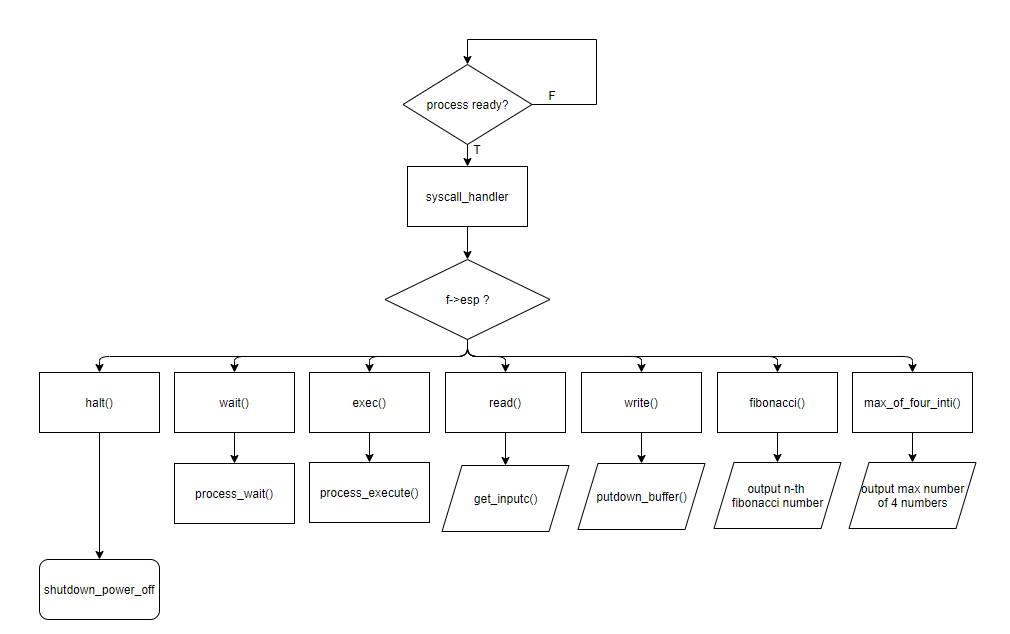 process ready?
F
T
syscall_handler
f->esp ?
halt()
wait()
exec()
read()
write()
fibonacci()
max_of_four_inti()
process_wait()
process_execute()
get_inputc()
putdown_buffer()
output n-th
fibonacci number
output max number
of 4 numbers
shutdown_power_off